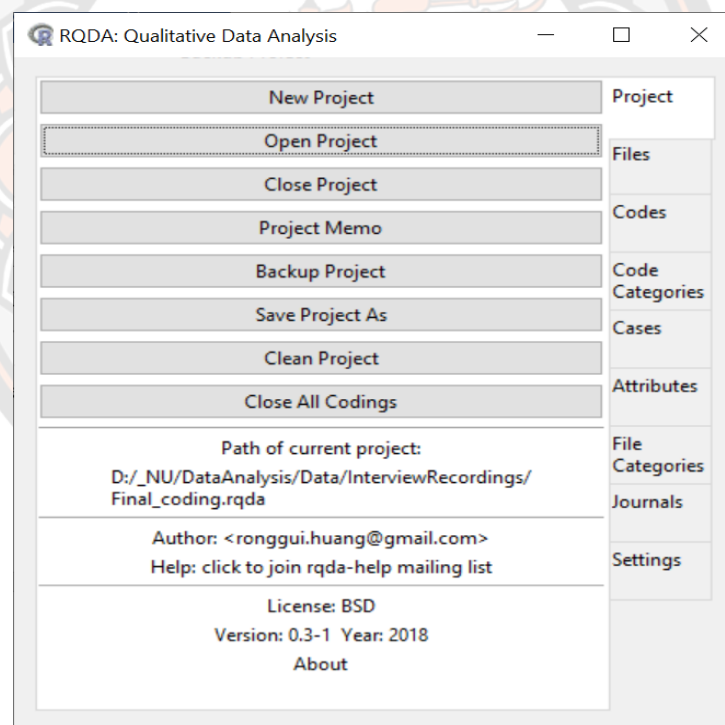 RQDA: Qualitative Data Analysis
New Project
Open Project
Close Project
Project Memo
Backup Project
Save Project As
Clean Project
Close All Codings
Path of current project:
D:/_NU/DataAnalysis/Data/InterviewRecordings/
Final_coding.rqda
Author: <ronggui.huang@gmail.com>
Help: click to join rqda-help mailing list
License: BSD
Version: 0.3-1 Year: 2018
About
Project
Files
Codes
Code
Categories
Cases
Attributes
File
Categories
Journals
Settings